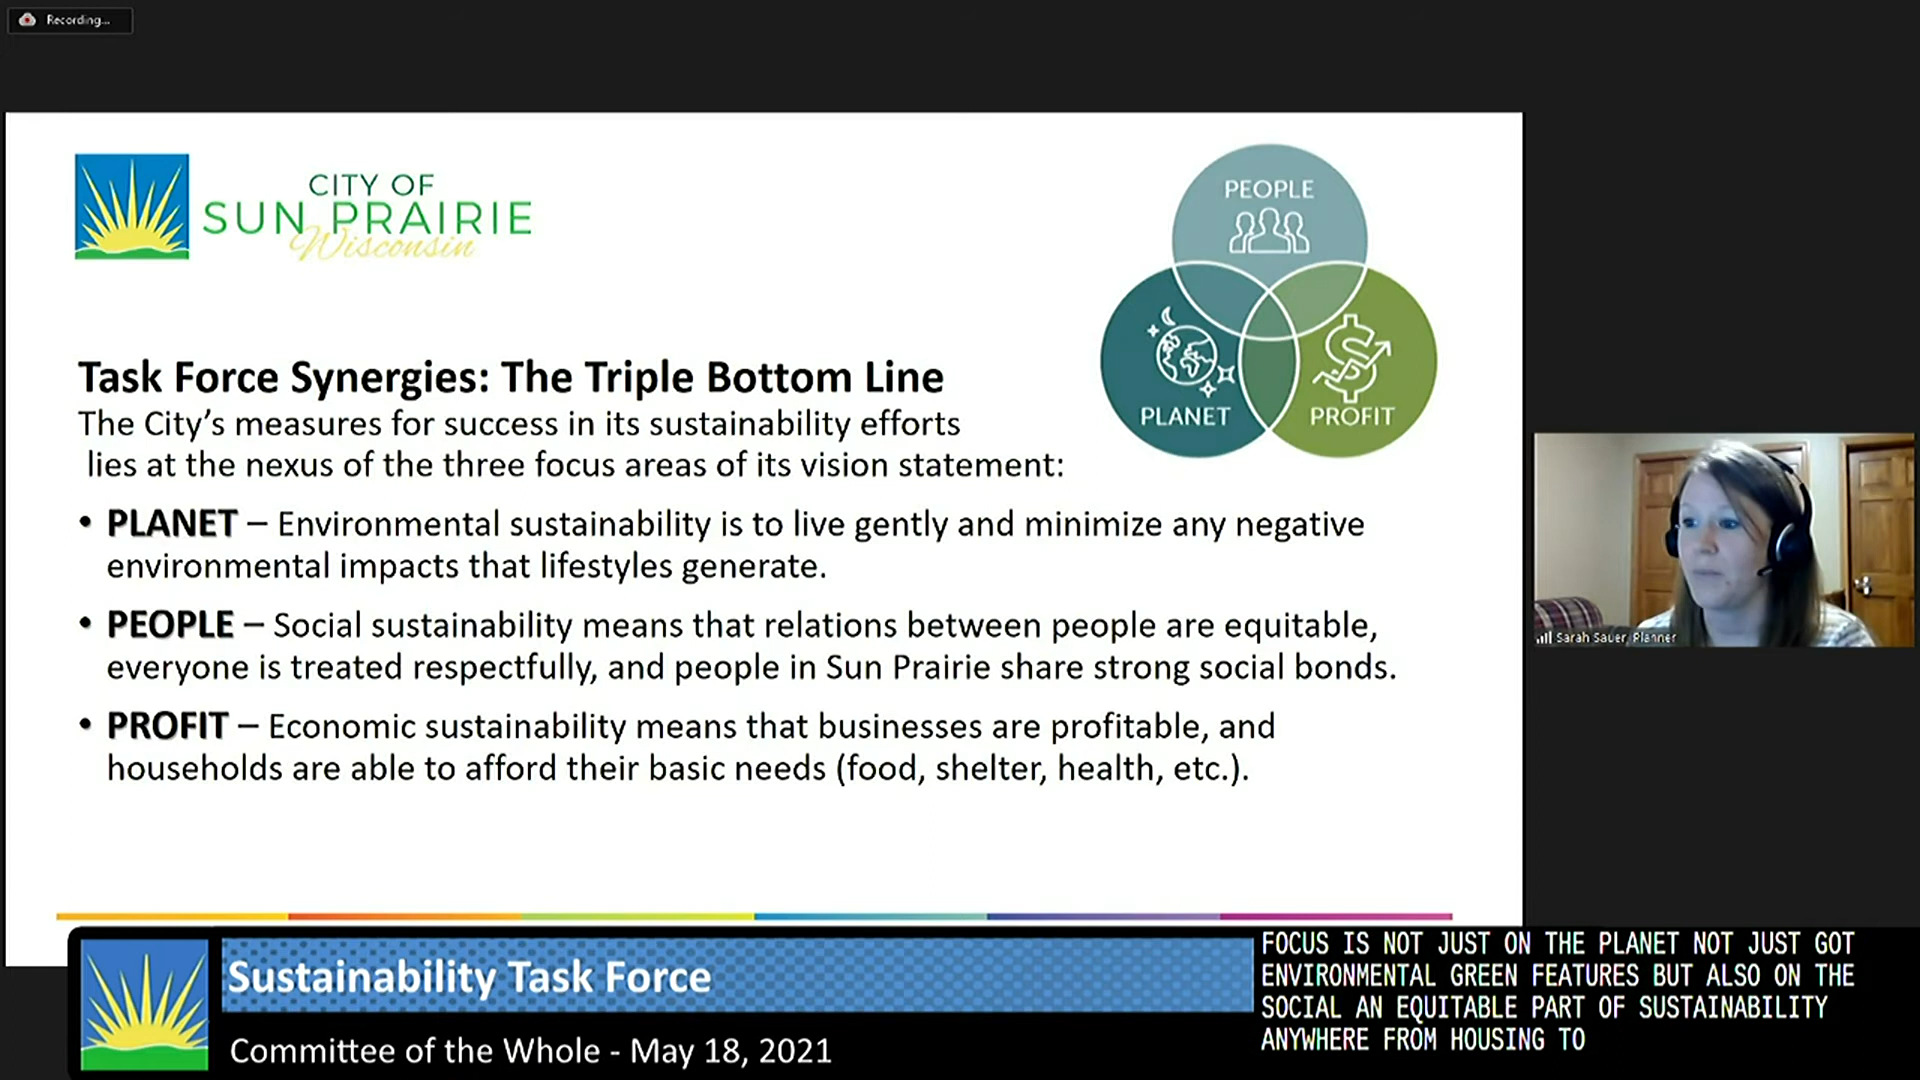 Recording...
CITY OF
SUN PRAIRIE
Wisconsin
PEOPLE
PLANET
PROFIT
Task Force Synergies: The Triple Bottom Line
The City's measures for success in its sustainability efforts
lies at the nexus of the three focus areas of its vision statement:
• PLANET – Environmental sustainability is to live gently and minimize any negative
environmental impacts that lifestyles generate.
• PEOPLE – Social sustainability means that relations between people are equitable,
everyone is treated respectfully, and people in Sun Prairie share strong social bonds.
• PROFIT – Economic sustainability means that businesses are profitable, and
households are able to afford their basic needs (food, shelter, health, etc.).
Sarah Sauer, Planner
Sustainability Task Force
Committee of the Whole - May 18, 2021
FOCUS IS NOT JUST ON THE PLANET NOT JUST GOT
ENVIRONMENTAL GREEN FEATURES BUT ALSO ON THE
SOCIAL AN EQUITABLE PART OF SUSTAINABILITY
ANYWHERE FROM HOUSING TO